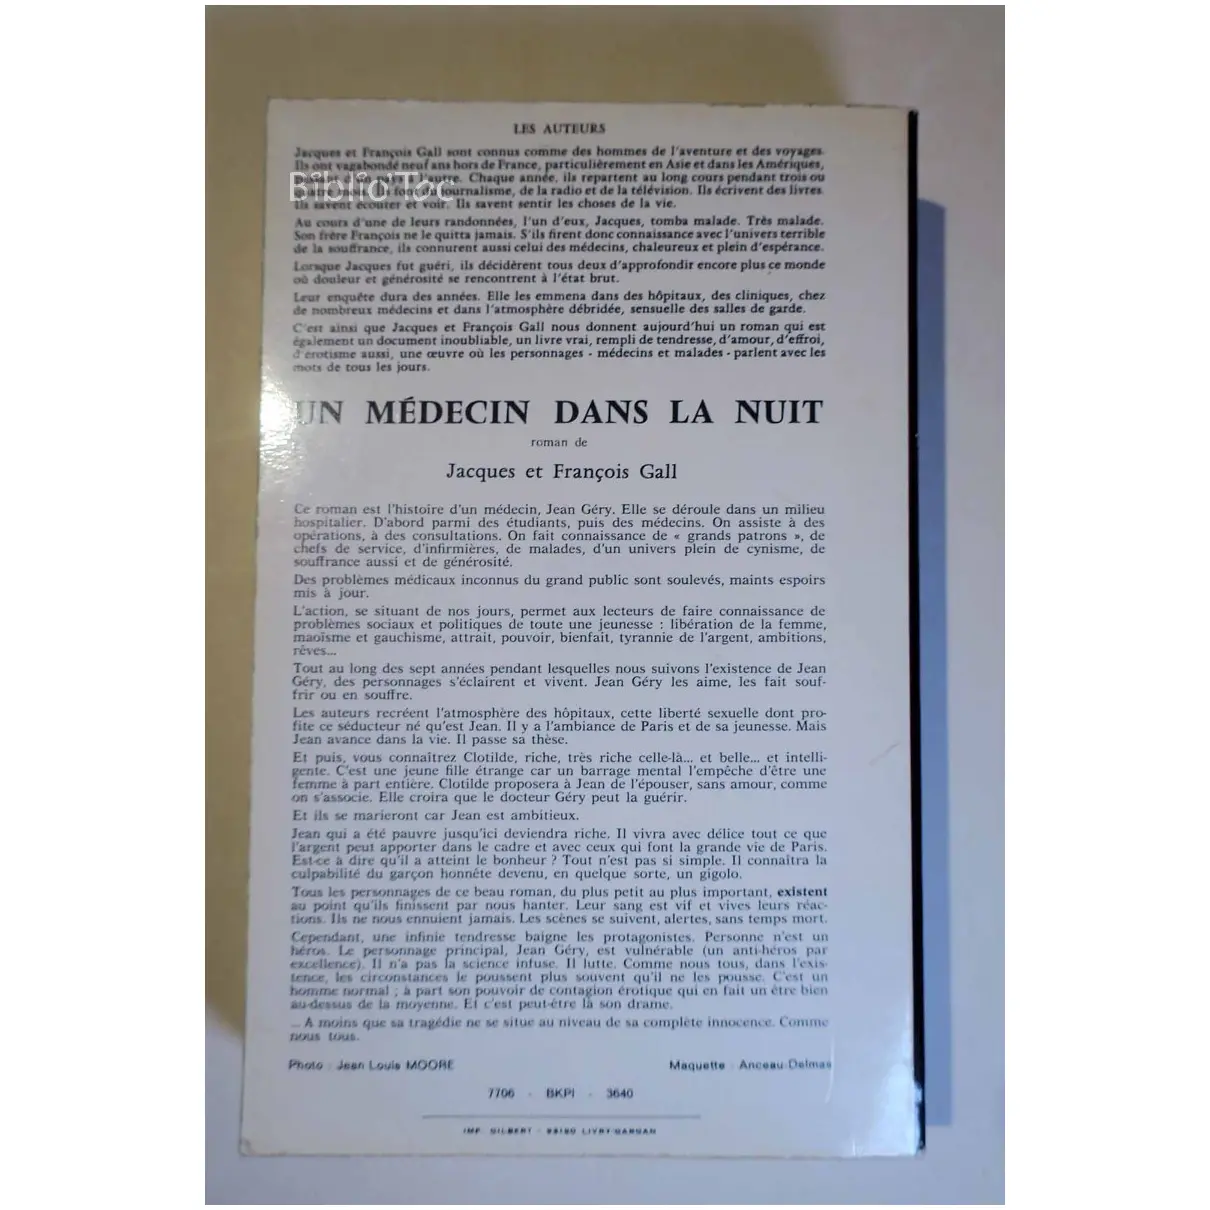 LES AUTEURS
Jacques et François Gall sont connus comme des hommes de l'aventure et des voyages.
Ils ont vagabondé neuf ans hors de France, particulièrement en Asie et dans les Amériques,
l'autre. Chaque année, ils repartent au long cours pendant trois ou
Biblio'Tec
Ils font du journalisme, de la radio et de la télévision. Ils écrivent des livres.
Ils savent écouter et voir. Ils savent sentir les choses de la vie.
Au cours d'une de leurs randonnées, l'un d'eux, Jacques, tomba malade. Très malade.
Son frère François ne le quitta jamais. S'ils firent donc connaissance avec l'univers terrible
de la souffrance, ils connurent aussi celui des médecins, chaleureux et plein d'espérance.
Lorsque Jacques fut guéri, ils décidèrent tous deux d'approfondir encore plus ce monde
où douleur et générosité se rencontrent à l'état brut.
Leur enquête dura des années. Elle les emmena dans des hôpitaux, des cliniques, chez
de nombreux médecins et dans l'atmosphère débridée, sensuelle des salles de garde.
C'est ainsi que Jacques et François Gall nous donnent aujourd'hui un roman qui est
également un document inoubliable, un livre vrai, rempli de tendresse, d'amour, d'effroi,
d'érotisme aussi, une œuvre où les personnages - médecins et malades - parlent avec les
mots de tous les jours.
UN MÉDECIN DANS LA NUIT
roman de
Jacques et François Gall
Ce roman est l'histoire d'un médecin, Jean Géry. Elle se déroule dans un milieu
hospitalier. D'abord parmi des étudiants, puis des médecins. On assiste à des
opérations, à des consultations. On fait connaissance de « grands patrons », de
chefs de service, d'infirmières, de malades, d'un univers plein de cynisme, de
souffrance aussi et de générosité.
Des problèmes médicaux inconnus du grand public sont soulevés, maints espoirs
mis à jour.
L'action, se situant de nos jours, permet aux lecteurs de faire connaissance de
problèmes sociaux et politiques de toute une jeunesse : libération de la femme,
maoïsme et gauchisme, attrait, pouvoir, bienfait, tyrannie de l'argent, ambitions,
rêves...
Tout au long des sept années pendant lesquelles nous suivons l'existence de Jean
Géry, des personnages s'éclairent et vivent. Jean Géry les aime, les fait souf-
frir ou en souffre.
Les auteurs recréent l'atmosphère des hôpitaux, cette liberté sexuelle dont pro-
fite ce séducteur né qu'est Jean. Il y a l'ambiance de Paris et de sa jeunesse. Mais
Jean avance dans la vie. Il passe sa thèse.
Et puis, vous connaîtrez Clotilde, riche, très riche celle-là... et belle... et intelli-
gente. C'est une jeune fille étrange car un barrage mental l'empêche d'être une
femme à part entière. Clotilde proposera à Jean de l'épouser, sans amour, comme
on s'associe. Elle croira que le docteur Géry peut la guérir.
Et ils se marieront car Jean est ambitieux.
Jean qui a été pauvre jusqu'ici deviendra riche. Il vivra avec délice tout ce que
l'argent peut apporter dans le cadre et avec ceux qui font la grande vie de Paris.
Est-ce à dire qu'il a atteint le bonheur ? Tout n'est pas si simple. Il connaîtra la
culpabilité du garçon honnête devenu, en quelque sorte, un gigolo.
Tous les personnages de ce beau roman, du plus petit au plus important, existent
au point qu'ils finissent par nous hanter. Leur sang est vif et vives leurs réac-
tions. Ils ne nous ennuient jamais. Les scènes se suivent, alertes, sans temps mort.
Cependant, une infinie tendresse baigne les protagonistes. Personne n'est un
héros. Le personnage principal, Jean Géry, est vulnérable (un anti-héros par
excellence). Il n'a pas la science infuse. Il lutte. Comme nous tous, dans l'exis-
tence, les circonstances le poussent plus souvent qu'il ne les pousse. C'est un
homme normal ; à part son pouvoir de contagion érotique qui en fait un être bien
au-dessus de la moyenne. Et c'est peut-être là son drame.
... A moins que sa tragédie ne se situe au niveau de sa complète innocence. Comme
nous tous.
Photo : Jean Louis MOORE Maquette : Anceau Delmas
7706 - BKPI - 3640
IMP. GILBERT - 93190 LIVRY-GARGAN